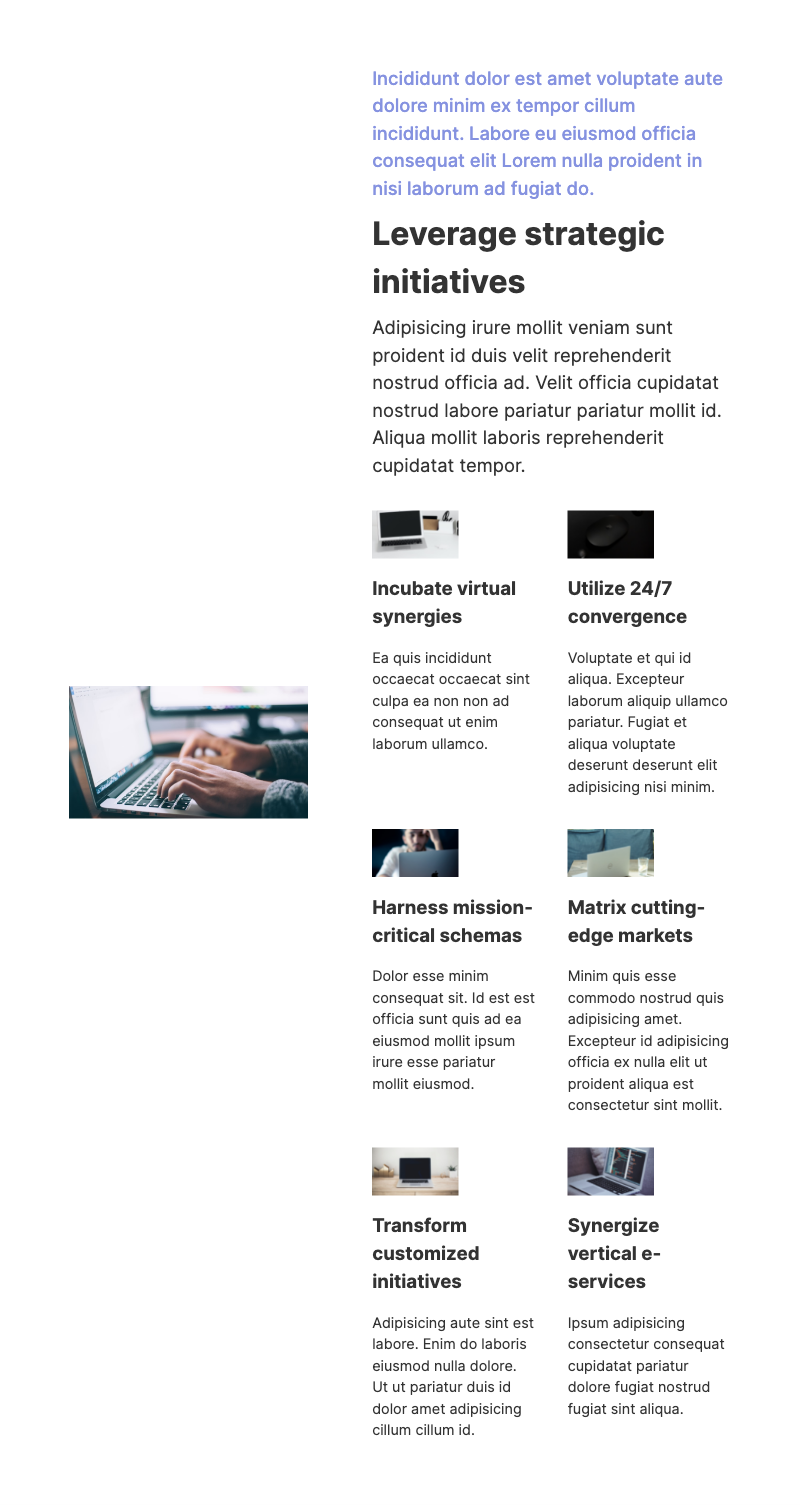 Incididunt dolor est amet voluptate aute
dolore minim ex tempor cillum
incididunt. Labore eu eiusmod officia
consequat elit Lorem nulla proident in
nisi laborum ad fugiat do.
Leverage strategic
initiatives
Adipisicing irure mollit veniam sunt
proident id duis velit reprehenderit
nostrud officia ad. Velit officia cupidatat
nostrud labore pariatur pariatur mollit id.
Aliqua mollit laboris reprehenderit
cupidatat tempor.
Incubate virtual
synergies
Ea quis incididunt
occaecat occaecat sint
culpa ea non non ad
consequat ut enim
laborum ullamco.
Utilize 24/7
convergence
Voluptate et qui id
aliqua. Excepteur
laborum aliquip ullamco
pariatur. Fugiat et
aliqua voluptate
deserunt deserunt elit
adipisicing nisi minim.
Harness mission-
critical schemas
Dolor esse minim
consequat sit. Id est est
officia sunt quis ad ea
eiusmod mollit ipsum
irure esse pariatur
mollit eiusmod.
Matrix cutting-
edge markets
Minim quis esse
commodo nostrud quis
adipisicing amet.
Excepteur id adipisicing
officia ex nulla elit ut
proident aliqua est
consectetur sint mollit.
Transform
customized
initiatives
Adipisicing aute sint est
labore. Enim do laboris
eiusmod nulla dolore.
Ut ut pariatur duis id
dolor amet adipisicing
cillum cillum id.
Synergize
vertical e-
services
Ipsum adipisicing
consectetur consequat
cupidatat pariatur
dolore fugiat nostrud
fugiat sint aliqua.